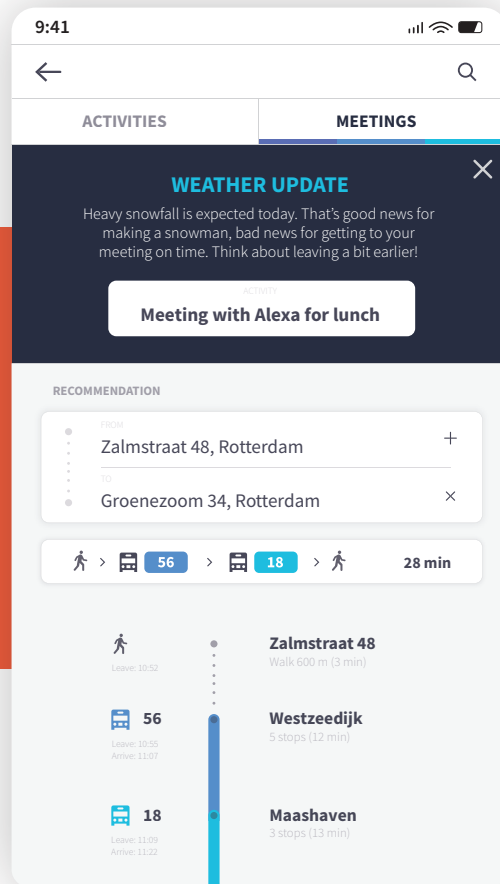 9:41
ACTIVITIES
MEETINGS
WEATHER UPDATE
Heavy snowfall is expected today. That's good news for
making a snowman, bad news for getting to your
meeting on time. Think about leaving a bit earlier!
ACTIVITY
Meeting with Alexa for lunch
RECOMMENDATION
FROM
Zalmstraat 48, Rotterdam
TO
Groenezoom 34, Rotterdam
56
18
28 min
Zalmstraat 48
Walk 600 m (3 min)
Leave: 10:52
56
Westzeedijk
5 stops (12 min)
Leave: 10:55
Arrive: 11:07
18
Maashaven
3 stops (13 min)
Leave: 11:09
Arrive: 11:22